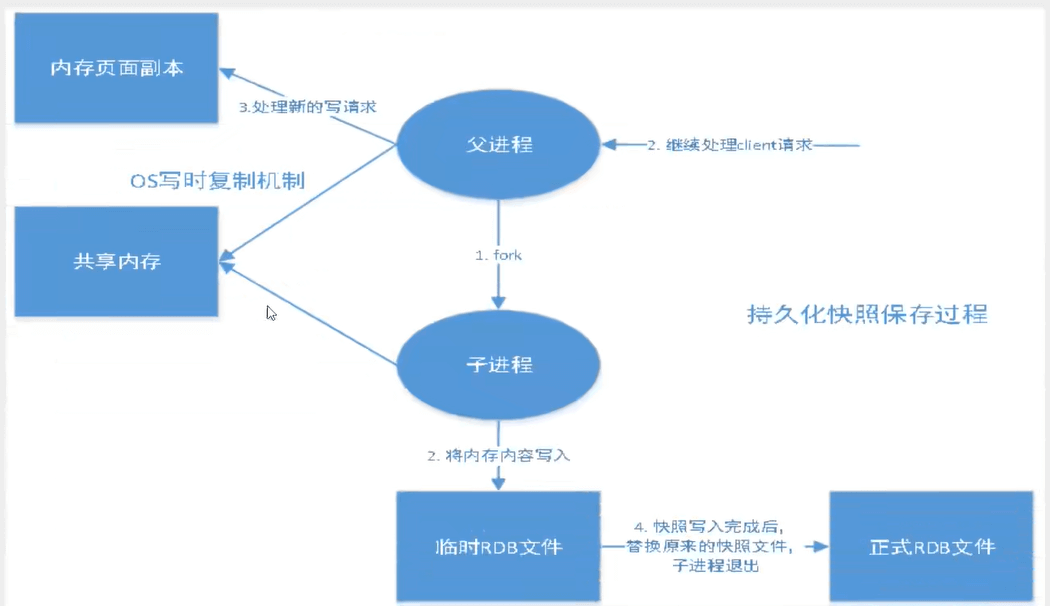 内存页面副本
3.处理新的写请求
父进程
2. 继续处理client请求
OS写时复制机制
共享内存
1. fork
持久化快照保存过程
子进程
2. 将内存内容写入
临时RDB文件
4. 快照写入完成后,
替换原来的快照文件,
子进程退出
正式RDB文件